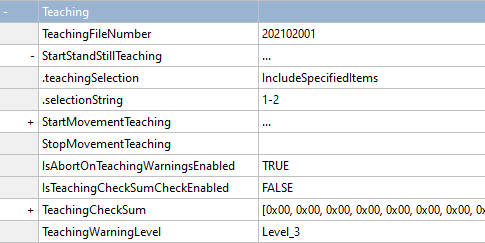 - Teaching
TeachingFileNumber 202102001
- StartStandStillTeaching ...
.teachingSelection IncludeSpecifiedItems
.selectionString 1-2
+ StartMovementTeaching ...
StopMovementTeaching
IsAbortOnTeachingWarningsEnabled TRUE
IsTeachingCheckSumCheckEnabled FALSE
+ TeachingCheckSum [0x00, 0x00, 0x00, 0x00, 0x00, 0x00, 0x00, 0x
TeachingWarningLevel Level_3